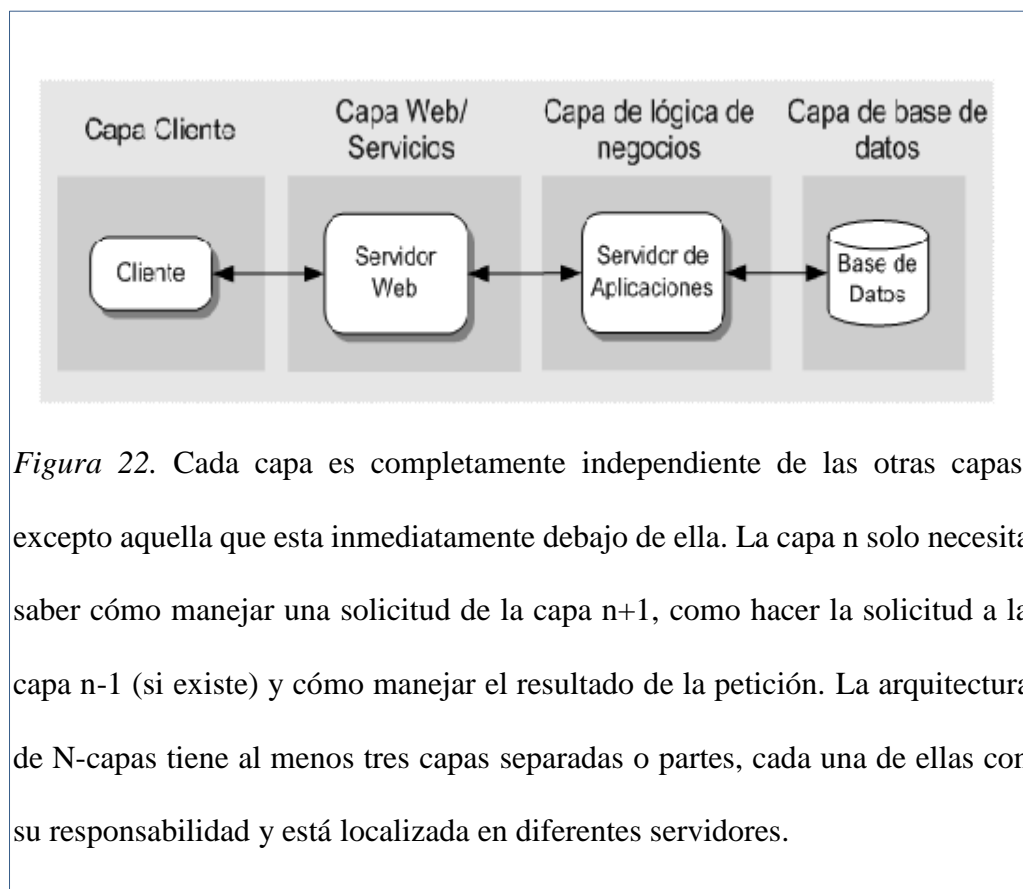 Capa Cliente
Capa Web/
Servicios
Capa de lógica de
negocios
Capa de base de
datos
Cliente
Servidor
Web
Servidor de
Aplicaciones
Base de
Datos
Figura 22. Cada capa es completamente independiente de las otras capas
excepto aquella que esta inmediatamente debajo de ella. La capa n solo necesita
saber cómo manejar una solicitud de la capa n+1, como hacer la solicitud a la
capa n-1 (si existe) y cómo manejar el resultado de la petición. La arquitectura
de N-capas tiene al menos tres capas separadas o partes, cada una de ellas con
su responsabilidad y está localizada en diferentes servidores.